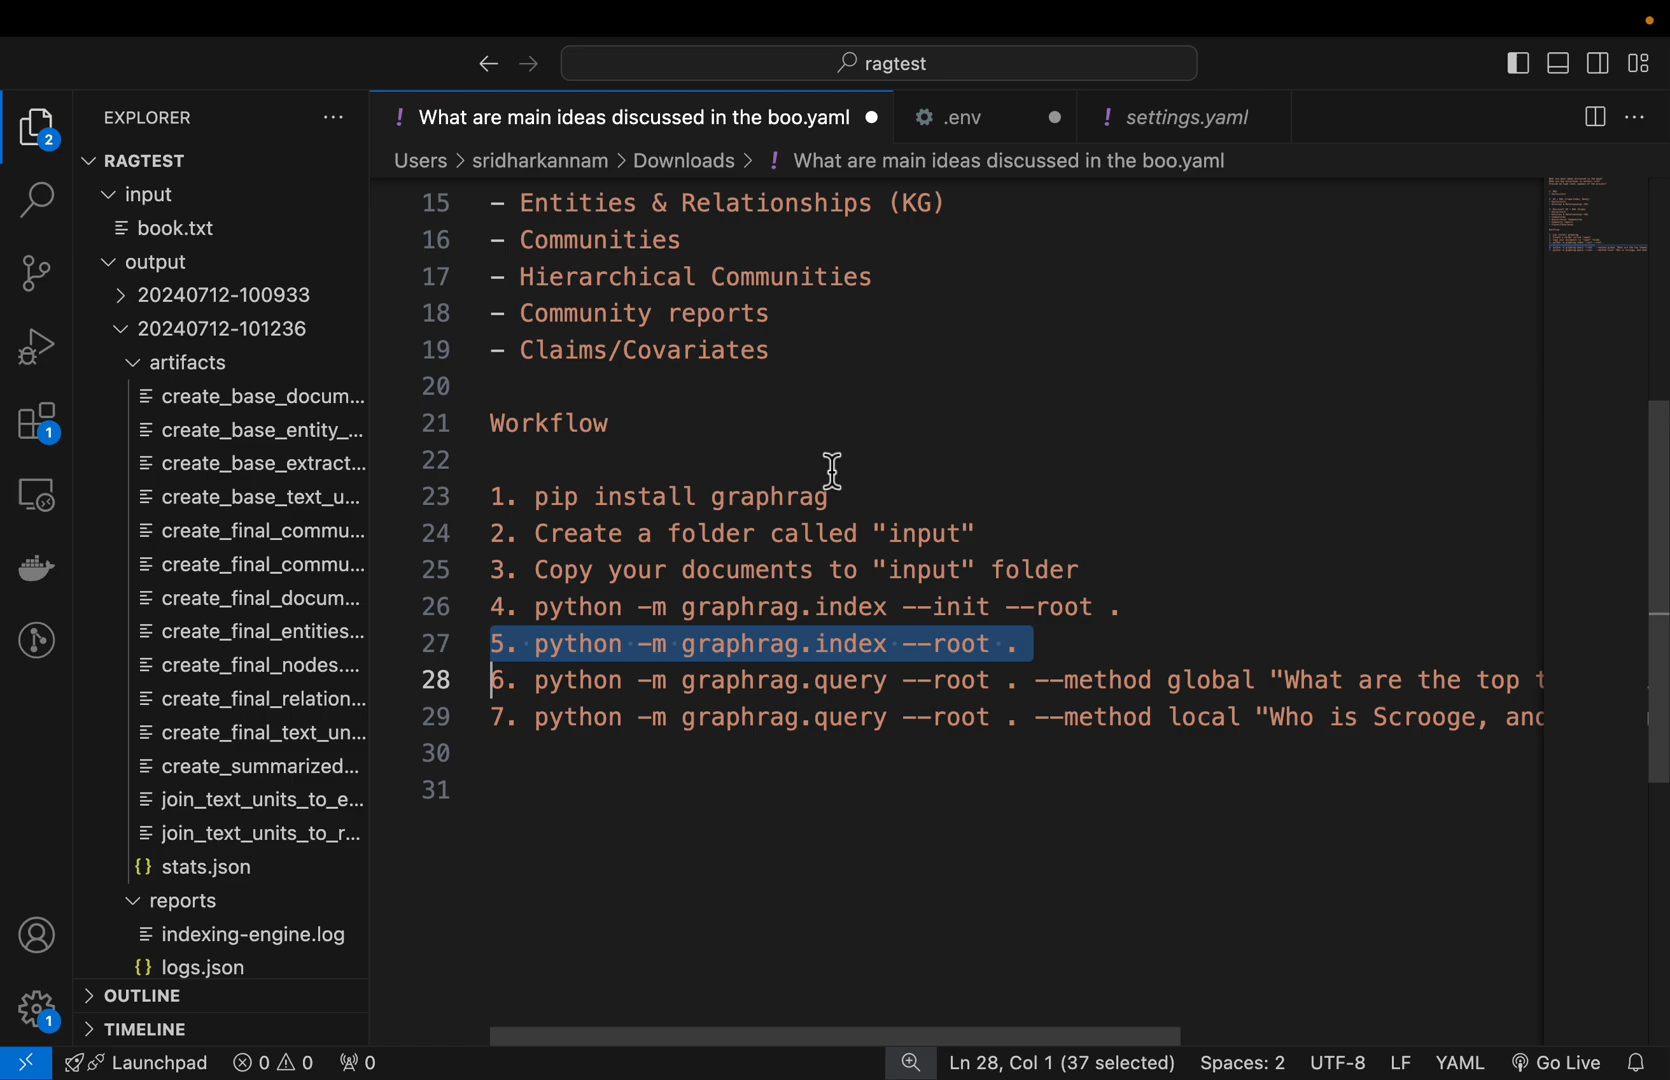 ragtest
EXPLORER
What are main ideas discussed in the boo.yaml
.env
settings.yaml
2
RAGTEST
Users > sridharkannam > Downloads > What are main ideas discussed in the boo.yaml
input
book.txt
output
20240712-100933
20240712-101236
artifacts
create_base_docum...
create_base_entity_...
1
create_base_extract...
create_base_text_u...
create_final_commu...
create_final_commu...
create_final_docum...
create_final_entities...
create_final_nodes....
create_final_relation...
create_final_text_un...
create_summarized...
join_text_units_to_e...
join_text_units_to_r...
stats.json
reports
indexing-engine.log
logs.json
OUTLINE
1
TIMELINE
15 - Entities & Relationships (KG)
16 - Communities
17 - Hierarchical Communities
18 - Community reports
19 - Claims/Covariates
20
21 Workflow
22
23 1. pip install graphrag
24 2. Create a folder called "input"
25 3. Copy your documents to "input" folder
26 4. python -m graphrag.index --init --root .
27 5. python -m graphrag.index --root .
28 6. python -m graphrag.query --root . --method global "What are the top t
29 7. python -m graphrag.query --root . --method local "Who is Scrooge, and
30
31
Launchpad 0 0 0 Ln 28, Col 1 (37 selected) Spaces: 2 UTF-8 LF YAML Go Live